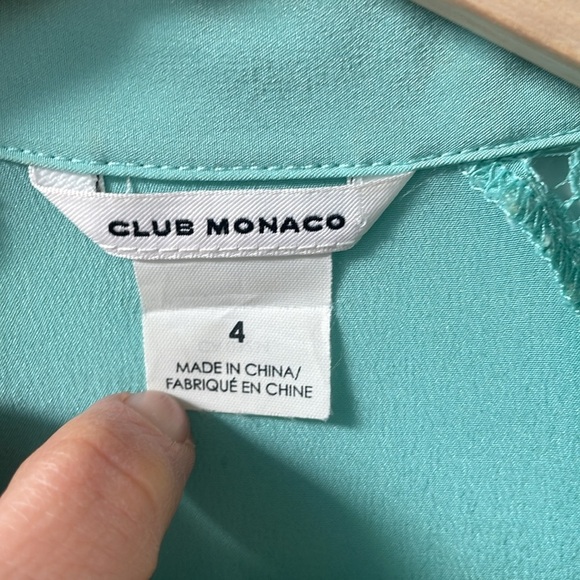 CLUB MONACO
4
MADE IN CHINA/
FABRIQUÉ EN CHINE